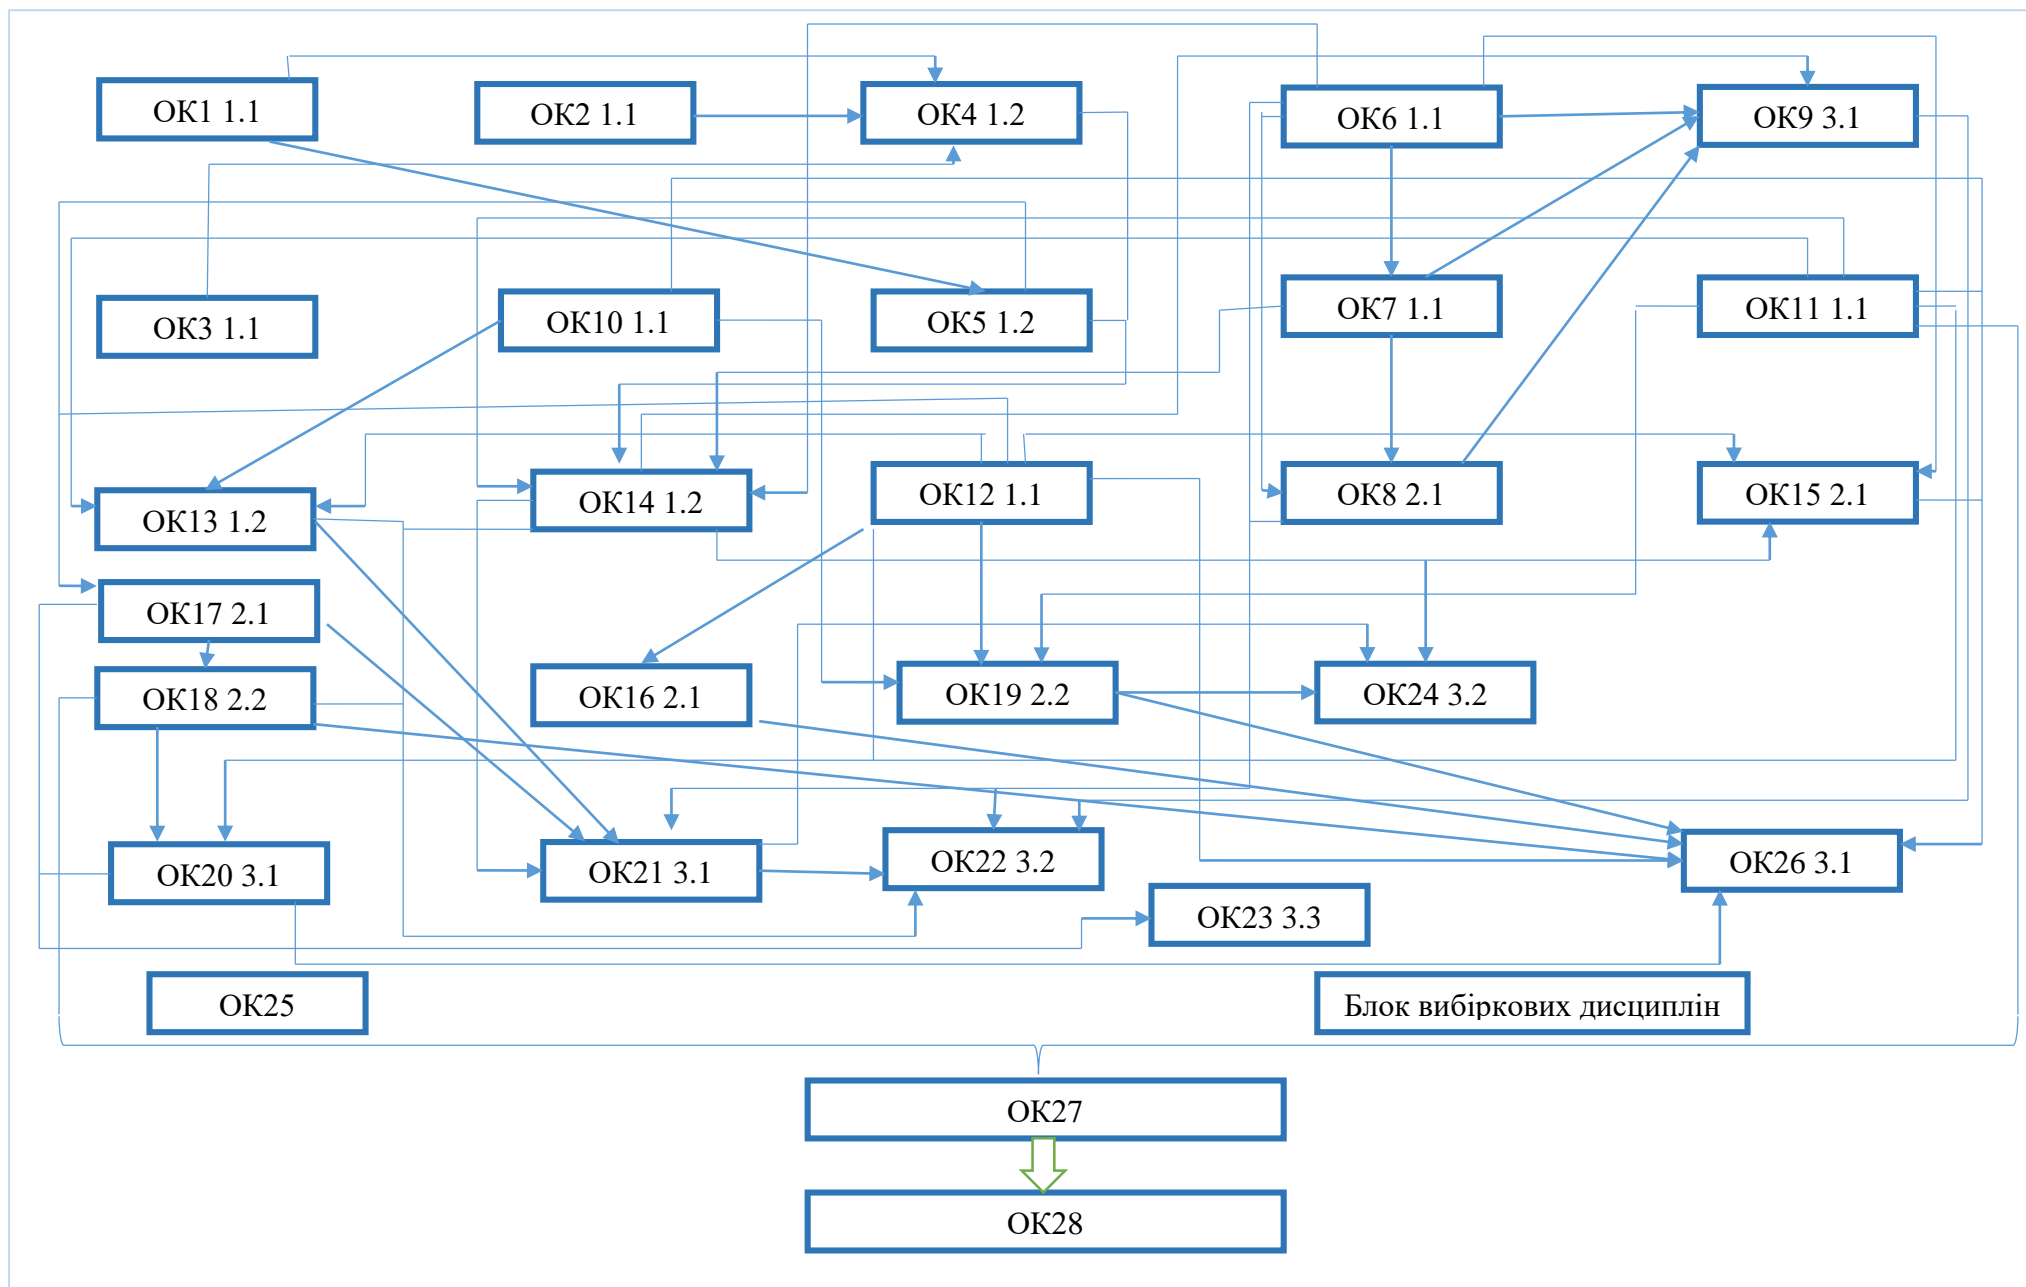 ОК1 1.1
ОК2 1.1
ОК4 1.2
ОК6 1.1
ОК9 3.1
ОК3 1.1
ОК10 1.1
ОК5 1.2
ОК7 1.1
ОК11 1.1
ОК13 1.2
ОК14 1.2
ОК12 1.1
ОК8 2.1
ОК15 2.1
ОК17 2.1
ОК18 2.2
ОК16 2.1
ОК19 2.2
ОК24 3.2
ОК20 3.1
ОК21 3.1
ОК22 3.2
ОК26 3.1
ОК23 3.3
ОК25
Блок вибіркових дисциплін
ОК27
ОК28